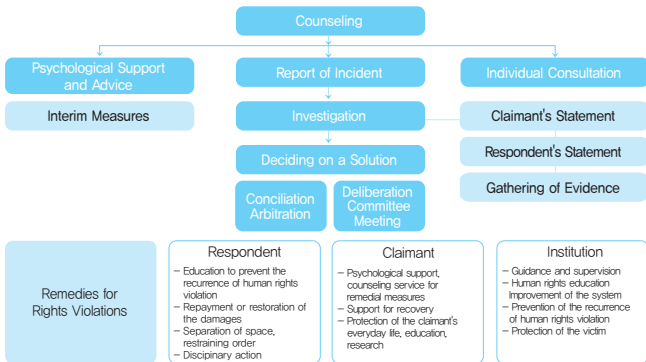 Counseling
Psychological Support
and Advice
Report of Incident
Individual Consultation
Interim Measures
Investigation
Claimant's Statement
Deciding on a Solution
Respondent's Statement
Conciliation
Arbitration
Deliberation
Committee
Meeting
Gathering of Evidence
Remedies for
Rights Violations
Respondent
– Education to prevent the
recurrence of human rights
violation
– Repayment or restoration of
the damages
– Separation of space,
restraining order
– Discipinary action
Claimant
– Psychological support,
counseling service for
remedial measures
– Support for recovery
– Protection of the claimant's
everyday life, education,
research
Institution
– Guidance and supervision
– Human rights education
Improvement of the system
– Prevention of the recurrence
of human rights violation
– Protection of the victim